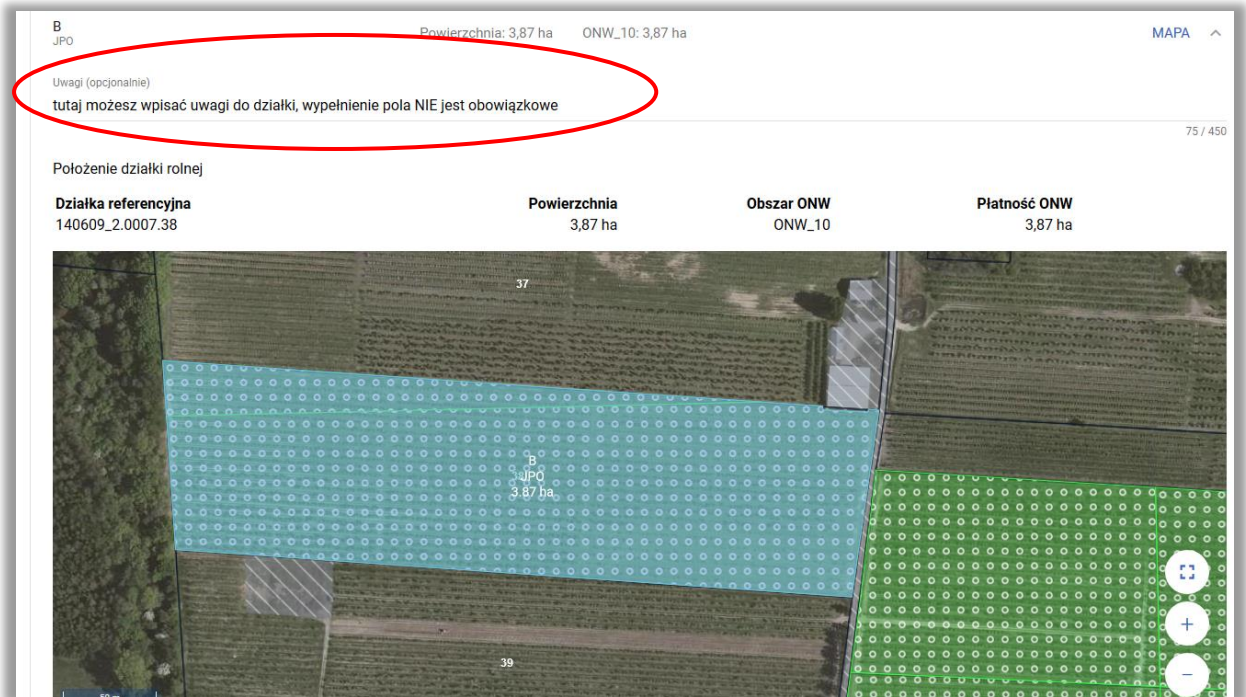 B
JPO
Powierzchnia: 3,87 ha ONW_10: 3,87 ha MAPA
Uwagi (opcjonalnie)
tutaj możesz wpisać uwagi do działki, wypełnienie pola NIE jest obowiązkowe
75 / 450
Położenie działki rolnej
Działka referencyjna Powierzchnia Obszar ONW Płatność ONW
140609_2.0007.38 3,87 ha ONW_10 3,87 ha
37
B
JPO
3.87 ha
+
39
−